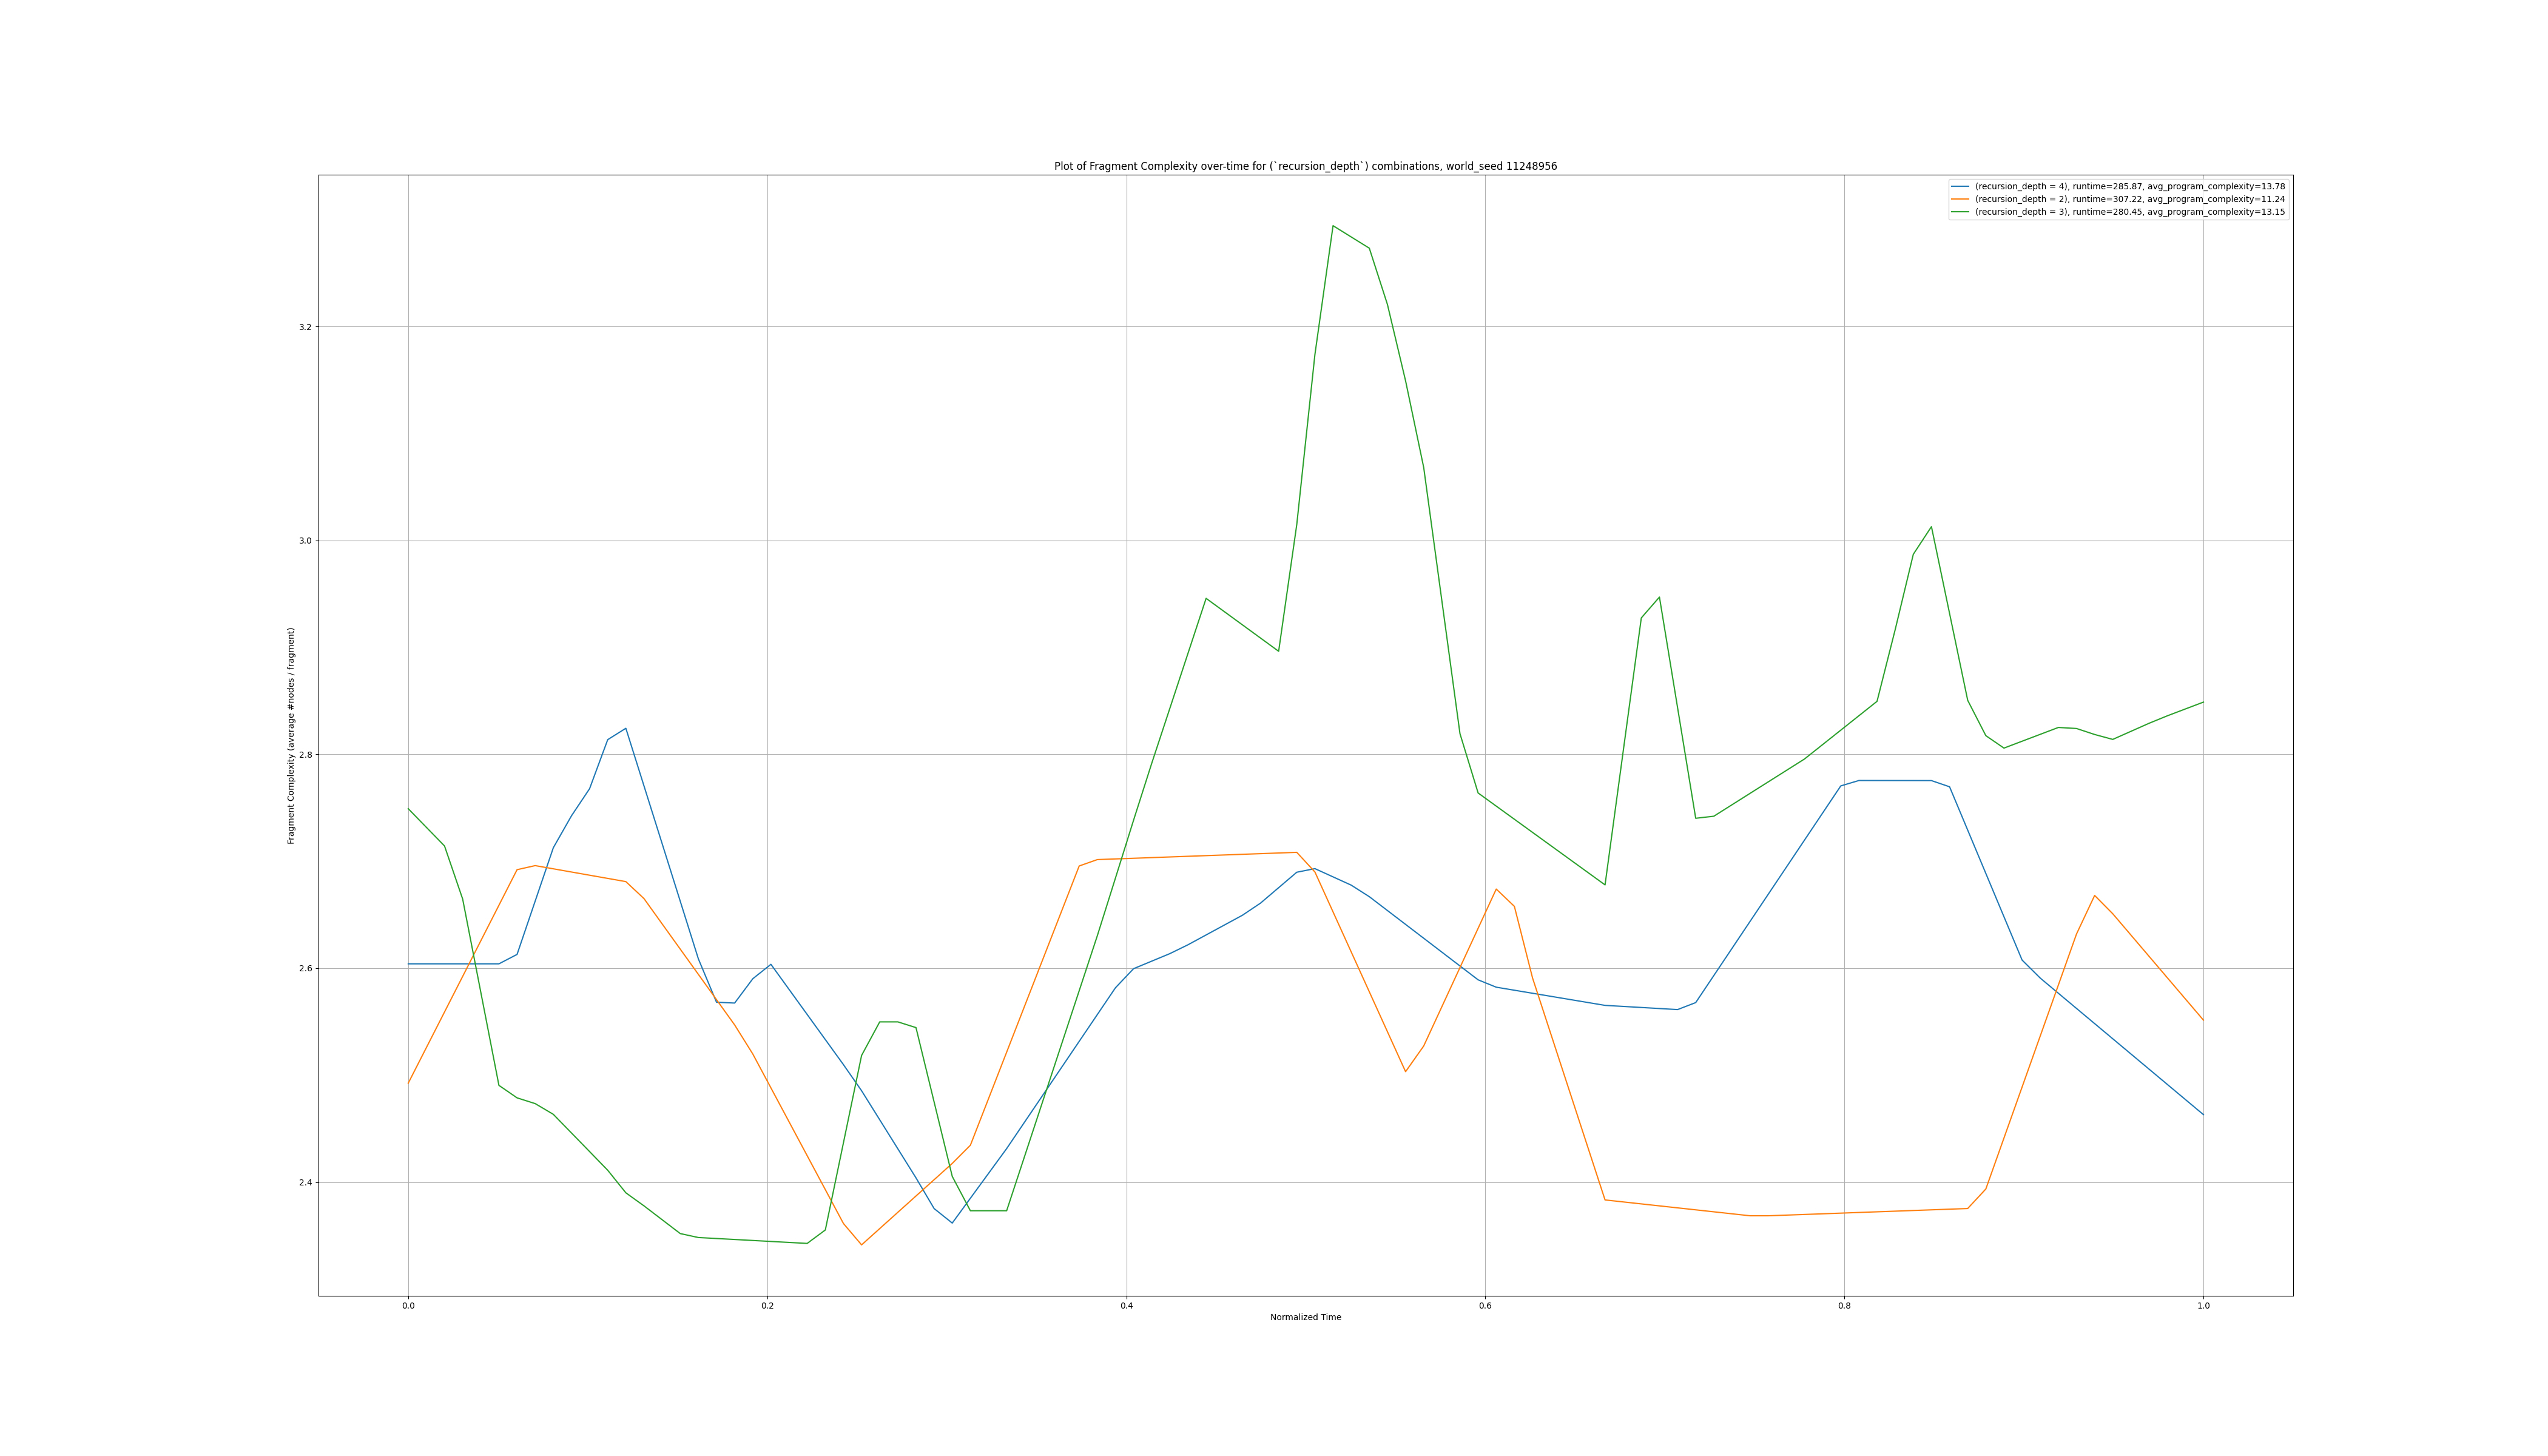 Plot of Fragment Complexity over-time for (`recursion_depth`) combinations, world_seed 11248956
(recursion_depth = 4), runtime=285.87, avg_program_complexity=13.78
(recursion_depth = 2), runtime=307.22, avg_program_complexity=11.24
(recursion_depth = 3), runtime=280.45, avg_program_complexity=13.15
Fragment Complexity (average #nodes / fragment)
3.2
3.0
2.8
2.6
2.4
0.0 0.2 0.4 0.6 0.8 1.0
Normalized Time